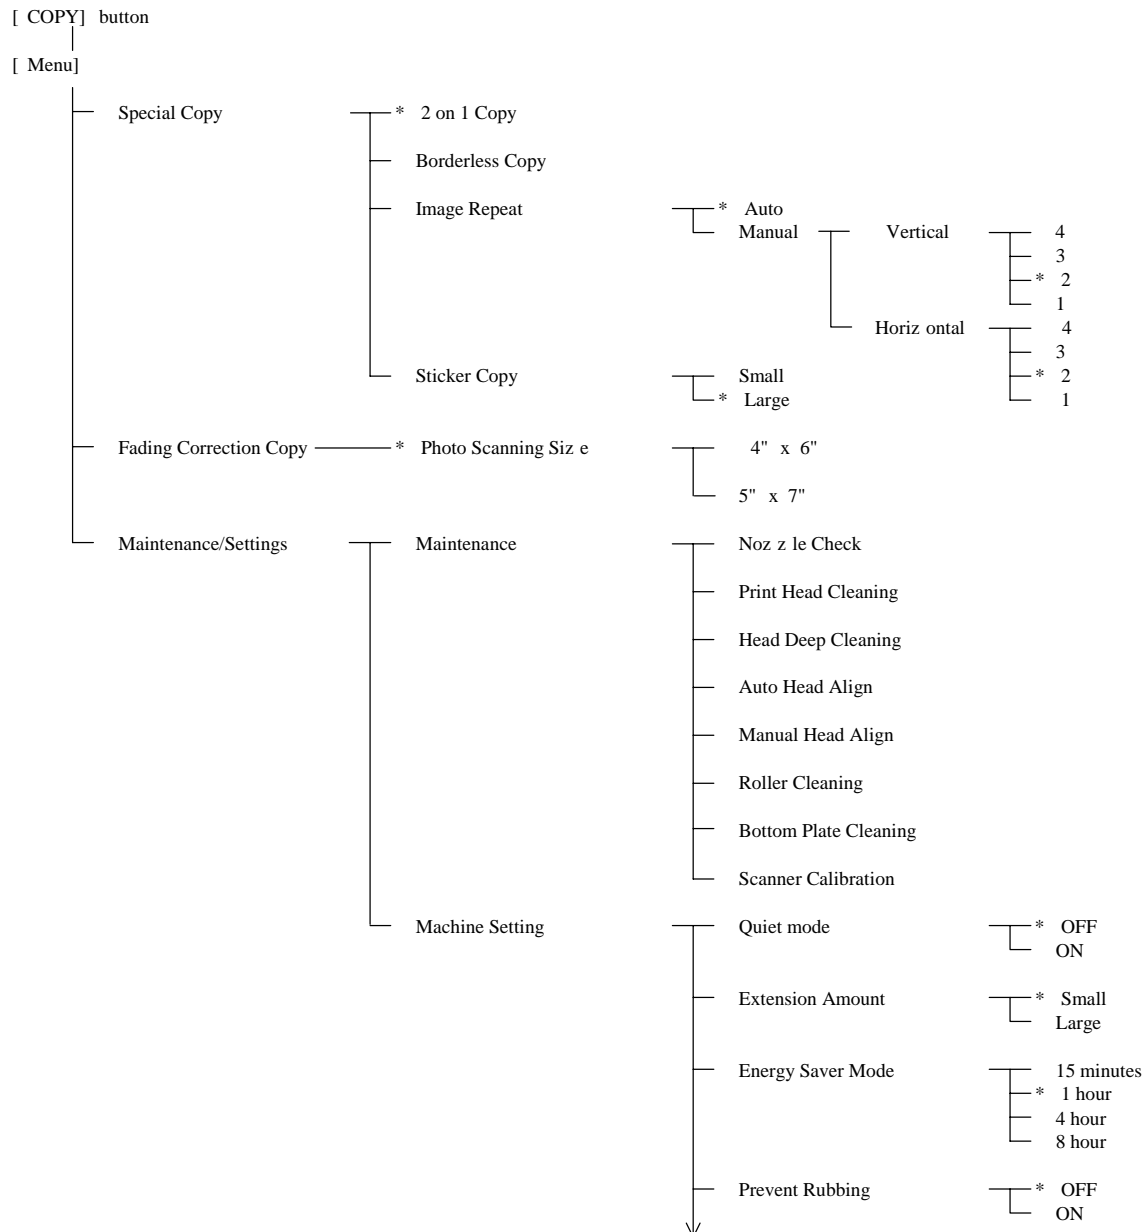 [ COPY] button
[ Menu]
Special Copy * 2 on 1 Copy
Borderless Copy
Image Repeat * Auto
Manual Vertical 4
3
* 2
1
Horiz ontal 4
3
Sticker Copy Small * 2
* Large 1
Fading Correction Copy * Photo Scanning Siz e 4" x 6"
5" x 7"
Maintenance/Settings Maintenance Noz z le Check
Print Head Cleaning
Head Deep Cleaning
Auto Head Align
Manual Head Align
Roller Cleaning
Bottom Plate Cleaning
Scanner Calibration
Machine Setting Quiet mode * OFF
ON
Extension Amount * Small
Large
Energy Saver Mode 15 minutes
* 1 hour
4 hour
8 hour
Prevent Rubbing * OFF
ON